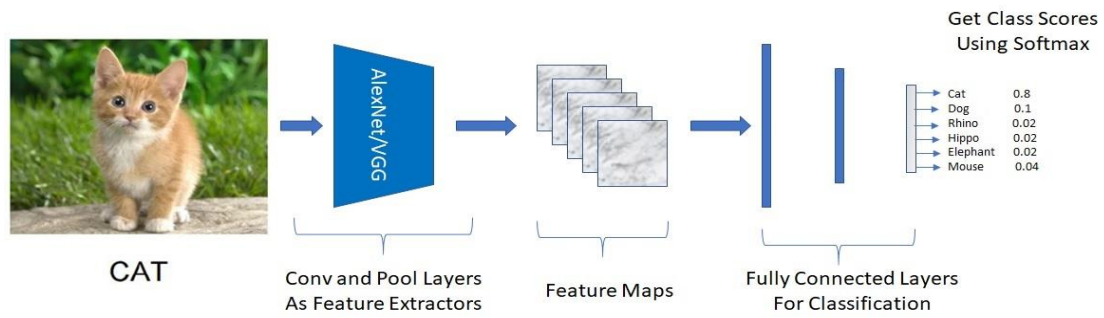 CAT
AlexNet/VGG
Conv and Pool Layers
As Feature Extractors
Feature Maps
Fully Connected Layers
For Classification
Get Class Scores
Using Softmax
Cat 0.8
Dog 0.1
Rhino 0.02
Hippo 0.02
Elephant 0.02
Mouse 0.04